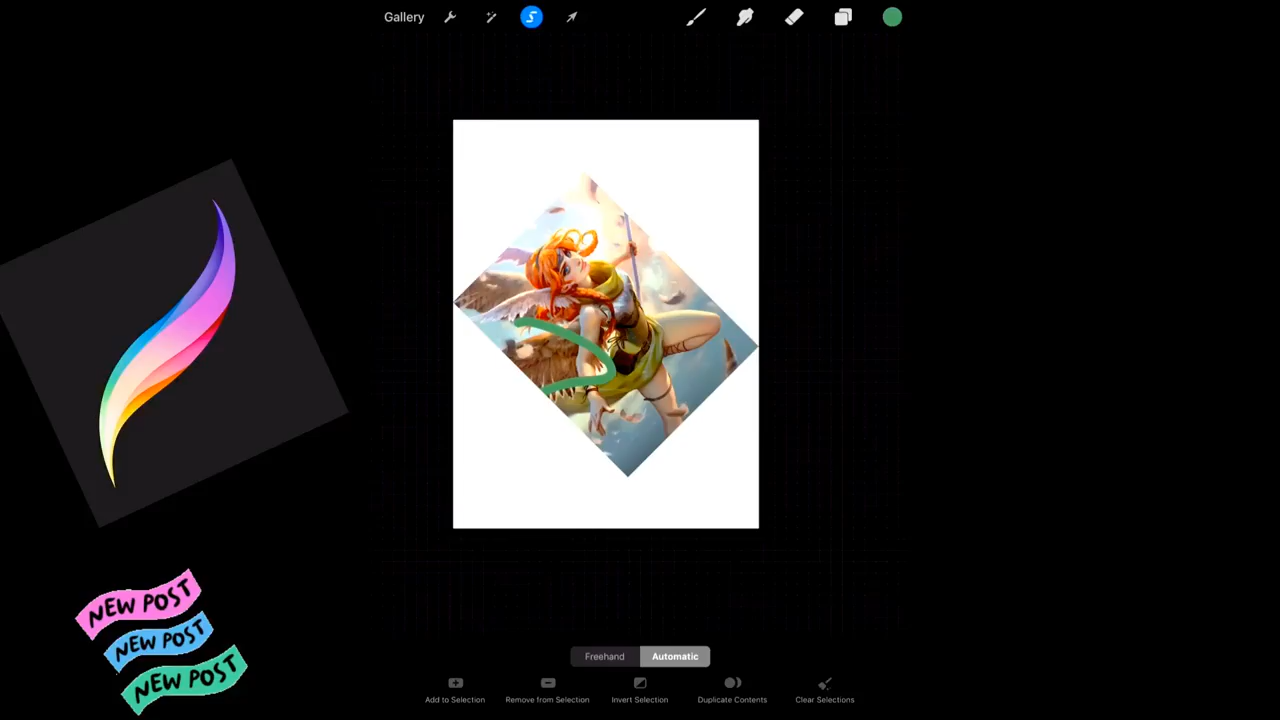 Gallery
Freehand Automatic
Add to Selection Remove from Selection Invert Selection Duplicate Contents Clear Selections
NEW POST
NEW POST
NEW POST